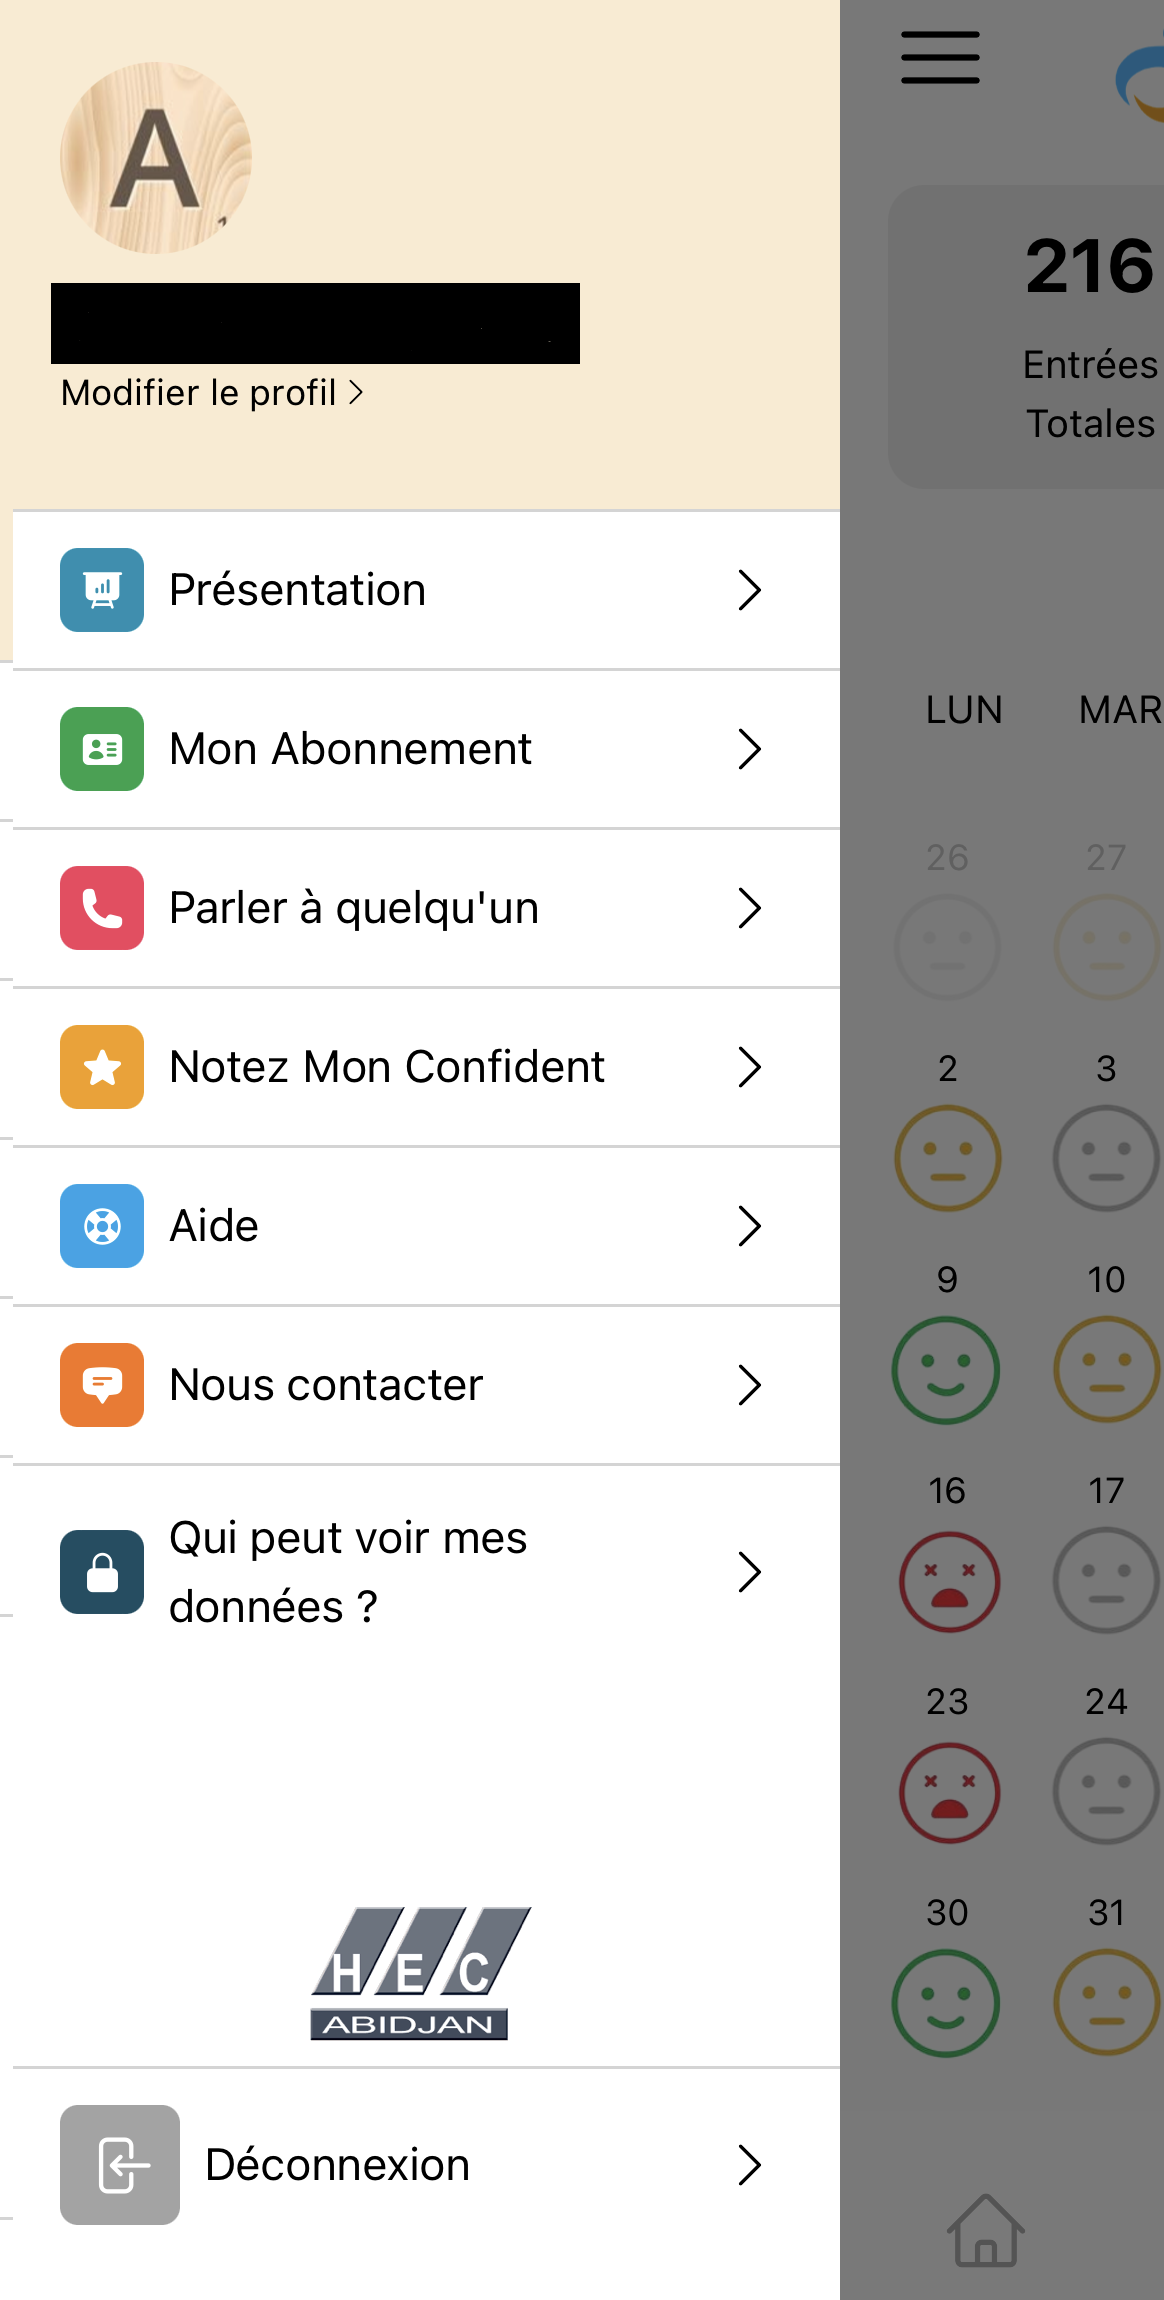 A
Modifier le profil >
Présentation
Mon Abonnement
Parler à quelqu'un
Notez Mon Confident
Aide
Nous contacter
Qui peut voir mes
données ?
HEC
ABIDJAN
Déconnexion
216
Entrées
Totales
LUN MAR
26 27
2 3
9 10
16 17
23 24
30 31